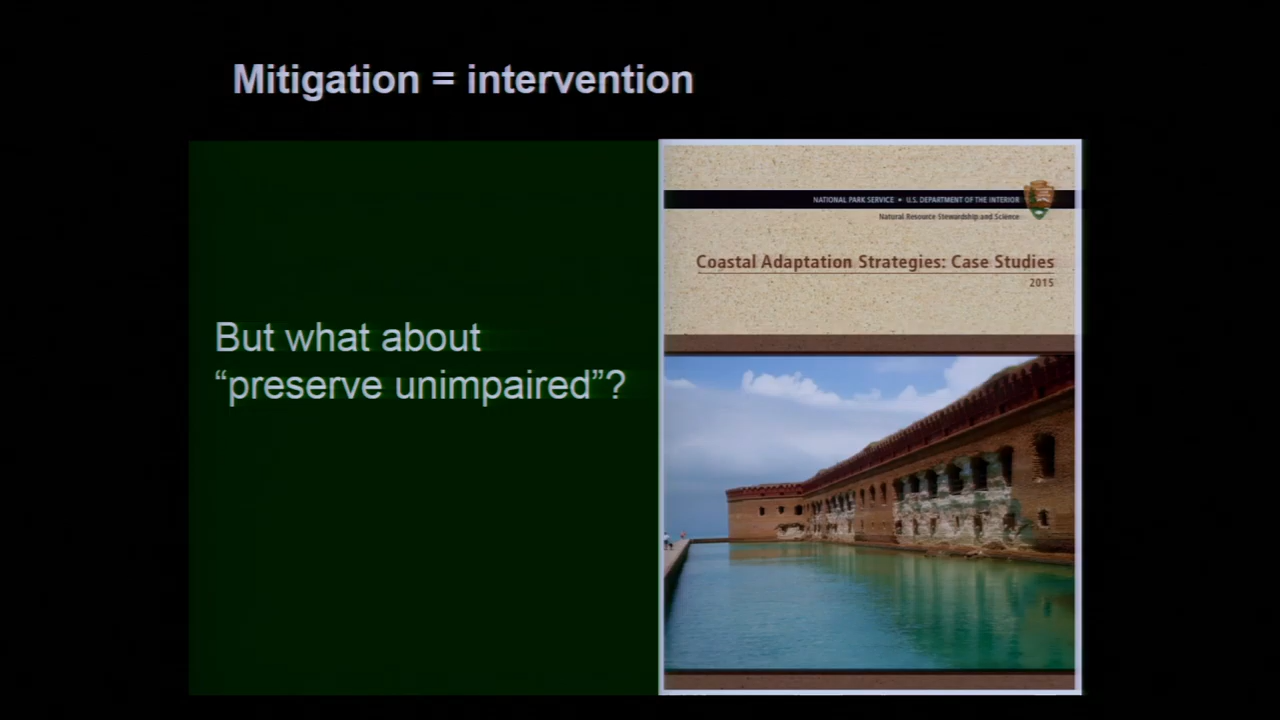 Mitigation = intervention
But what about
“preserve unimpaired”?
NATIONAL PARK SERVICE • U.S. DEPARTMENT OF THE INTERIOR
Natural Resource Stewardship and Science
Coastal Adaptation Strategies: Case Studies
2015